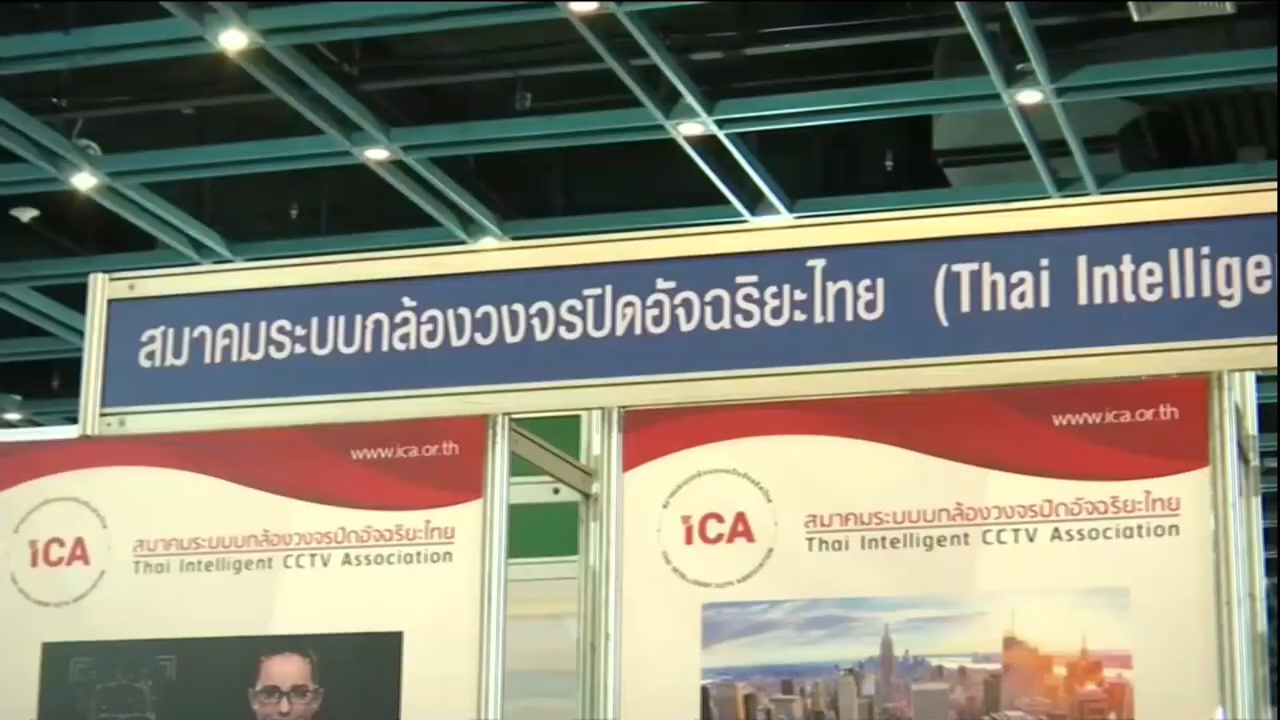 สมาคมระบบกล้องวงจรปิดอัจฉริยะไทย (Thai Intellige
www.ica.or.th
iCA
สมาคมระบบบกล้องวงจรปิดอัจฉริยะไทย
Thai Intelligent CCTV Association
www.ica.or.th
iCA
สมาคมระบบบกล้องวงจรปิดอัจฉริยะไทย
Thai Intelligent CCTV Association